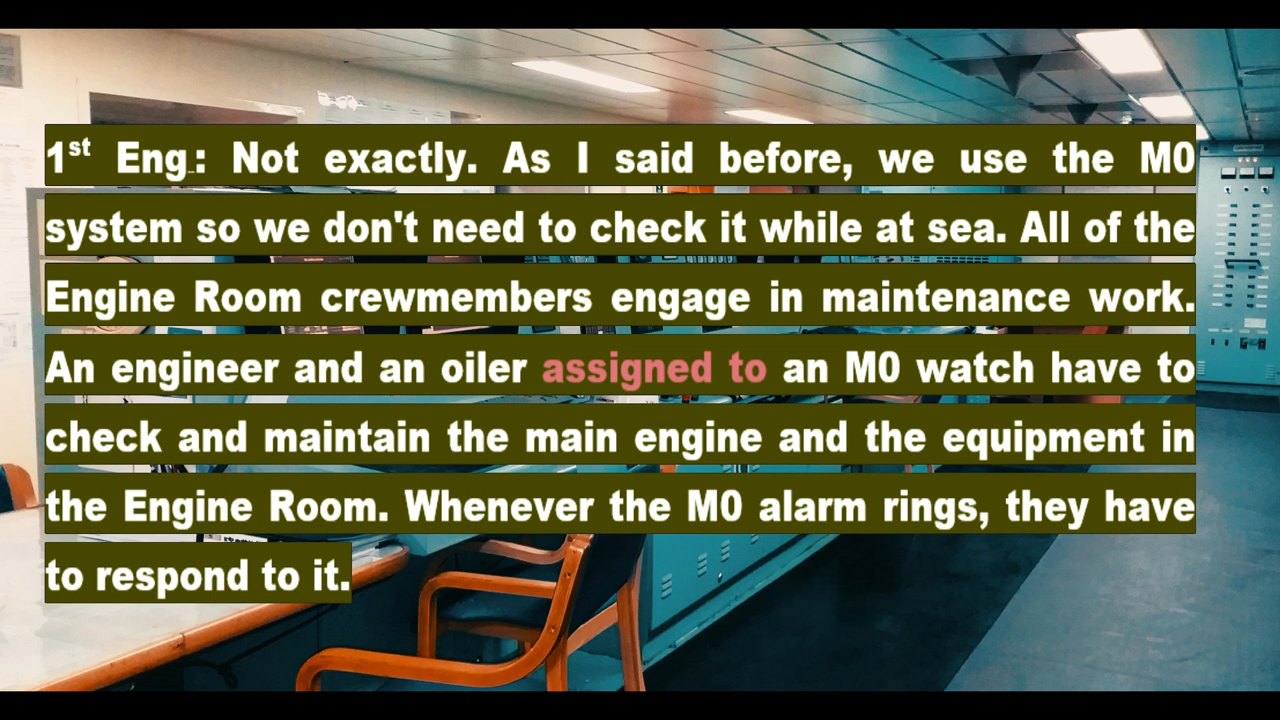 1st Eng.: Not exactly. As I said before, we use the M0
system so we don't need to check it while at sea. All of the
Engine Room crewmembers engage in maintenance work.
An engineer and an oiler assigned to an M0 watch have to
check and maintain the main engine and the equipment in
the Engine Room. Whenever the M0 alarm rings, they have
to respond to it.